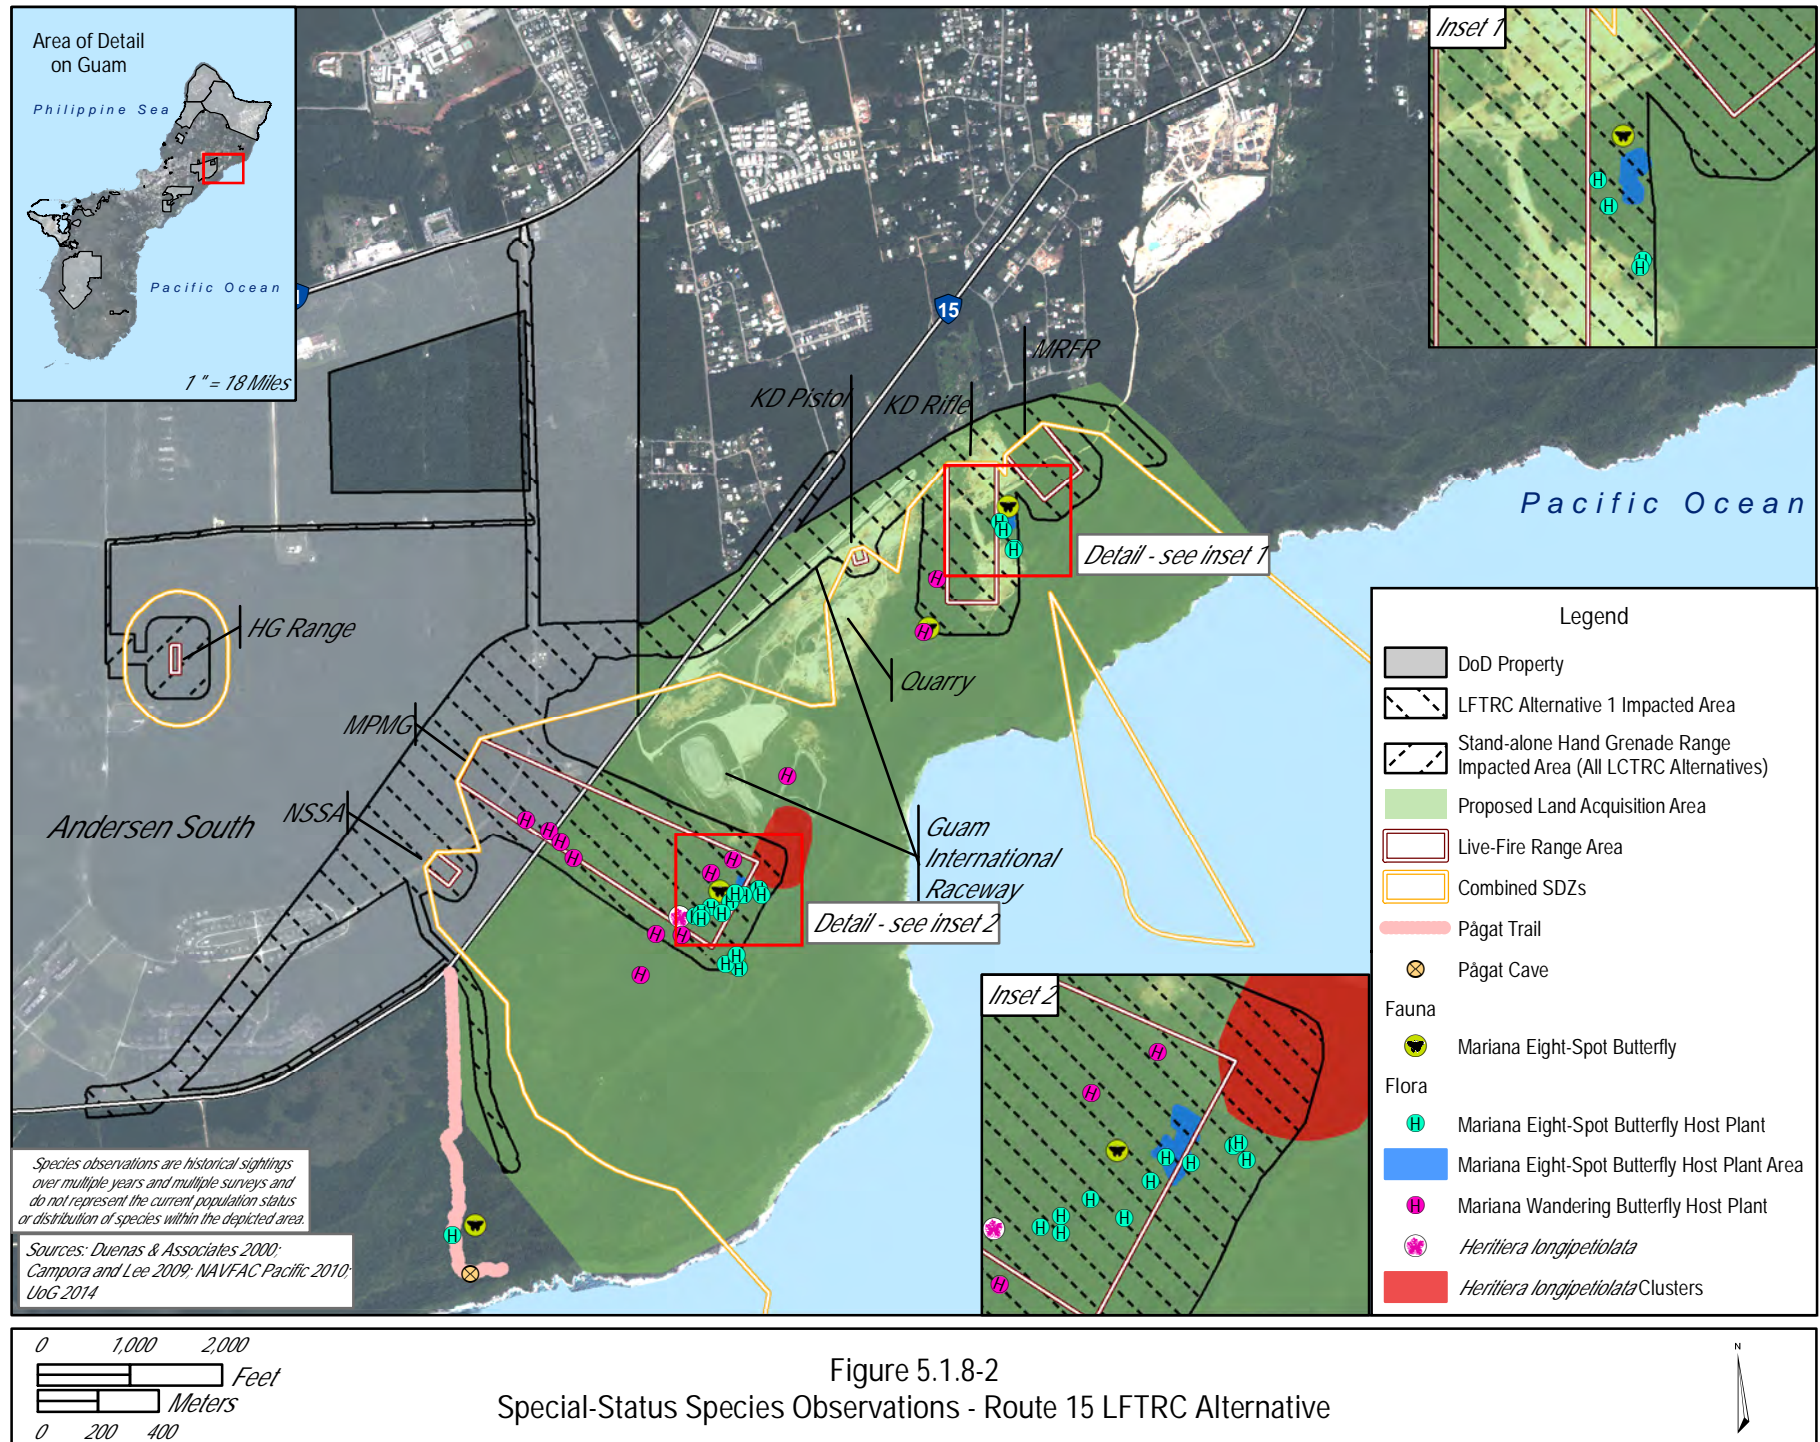 Area of Detail
on Guam
Philippine Sea
Pacific Ocean
1 " = 18 Miles
Inset 1
15
MRFR
KD Pistol
KD Rifle
Pacific Ocean
H
H
H
H
H
H
H
H
H
Detail - see inset 1
HG Range
Quarry
MPMG
NSSA
Andersen South
Guam
International
Raceway
Detail - see inset 2
Inset 2
Legend
DoD Property
LFTRC Alternative 1 Impacted Area
Stand-alone Hand Grenade Range
Impacted Area (All LCTRC Alternatives)
Proposed Land Acquisition Area
Live-Fire Range Area
Combined SDZs
Pågat Trail
Pågat Cave
Fauna
Mariana Eight-Spot Butterfly
Flora
H Mariana Eight-Spot Butterfly Host Plant
Mariana Eight-Spot Butterfly Host Plant Area
H Mariana Wandering Butterfly Host Plant
Heritiera longipetiolata
Heritiera longipetiolata Clusters
Species observations are historical sightings
over multiple years and multiple surveys and
do not represent the current population status
or distribution of species within the depicted area.
Sources: Duenas & Associates 2000;
Campora and Lee 2009; NAVFAC Pacific 2010;
UoG 2014
0 1,000 2,000
Feet
Meters
0 200 400
Figure 5.1.8-2
Special-Status Species Observations - Route 15 LFTRC Alternative
N